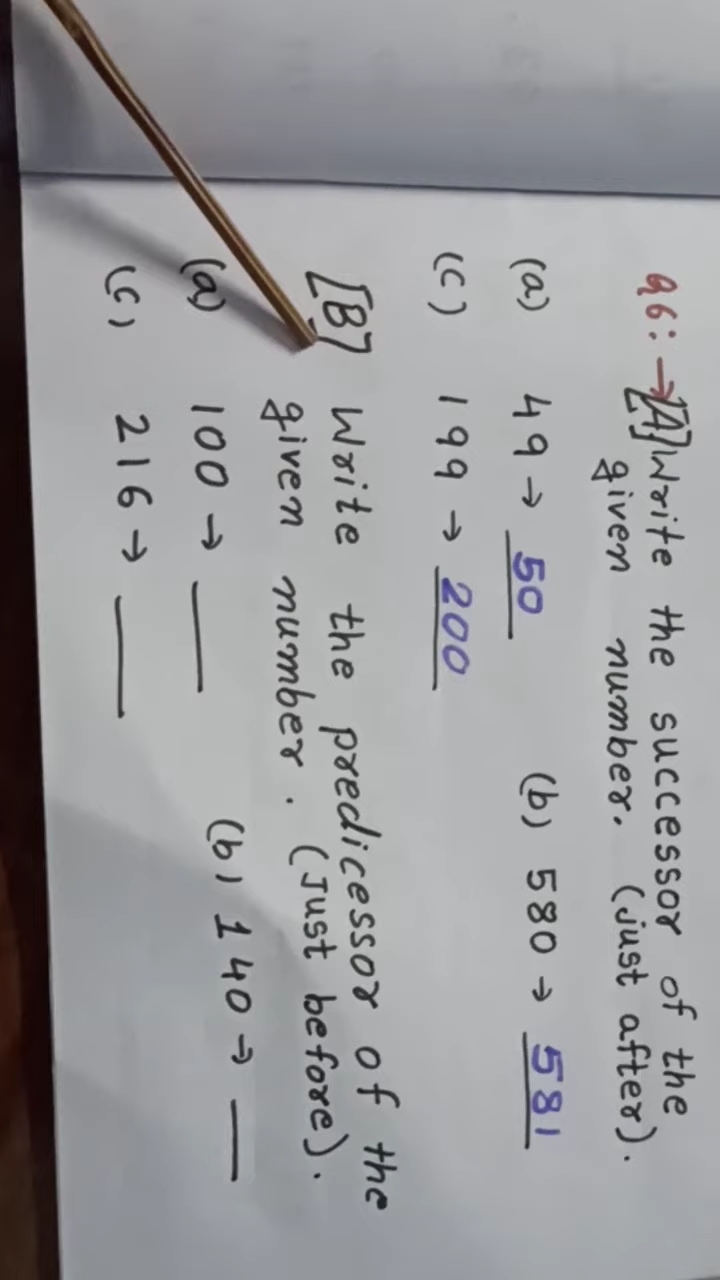 Q6:→[A] Write the successor of the
given number. (just after).
(a) 49 → 50 (b) 580 → 581
(c) 199 → 200
[B] Write the predicessor of the
given number. (Just before).
(a) 100 → ___ (b) 140 → ___
(c) 216 → ___